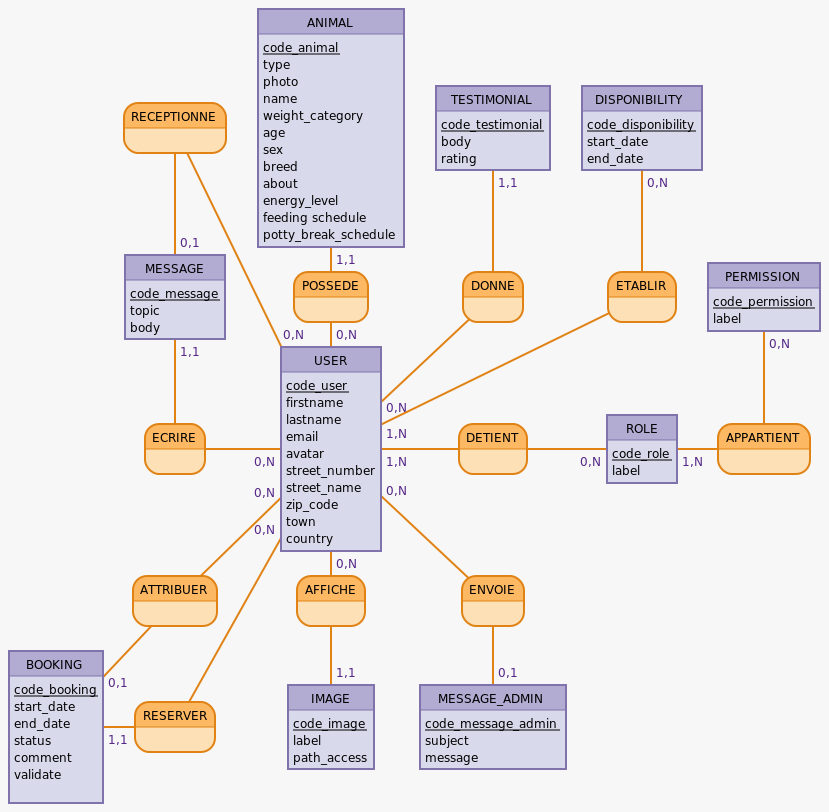 ANIMAL
code_animal
type
photo
name
weight_category
age
sex
breed
about
energy_level
feeding schedule
potty_break_schedule
TESTIMONIAL
code_testimonial
body
rating
DISPONIBILITY
code_disponibility
start_date
end_date
RECEPTIONNE
1,1
0,N
0,1
1,1
MESSAGE
code_message
topic
body
POSSEDE
DONNE
ETABLIR
PERMISSION
code_permission
label
0,N
0,N
1,1
0,N
USER
code_user
firstname
lastname
email
avatar
street_number
street_name
zip_code
town
country
0,N
1,N
ECRIRE
DETIENT
ROLE
code_role
label
APPARTIENT
0,N
1,N
0,N
1,N
0,N
0,N
0,N
0,N
ATTRIBUER
AFFICHE
ENVOIE
BOOKING
code_booking
start_date
end_date
status
comment
validate
0,1
1,1
0,1
RESERVER
1,1
IMAGE
code_image
label
path_access
MESSAGE_ADMIN
code_message_admin
subject
message